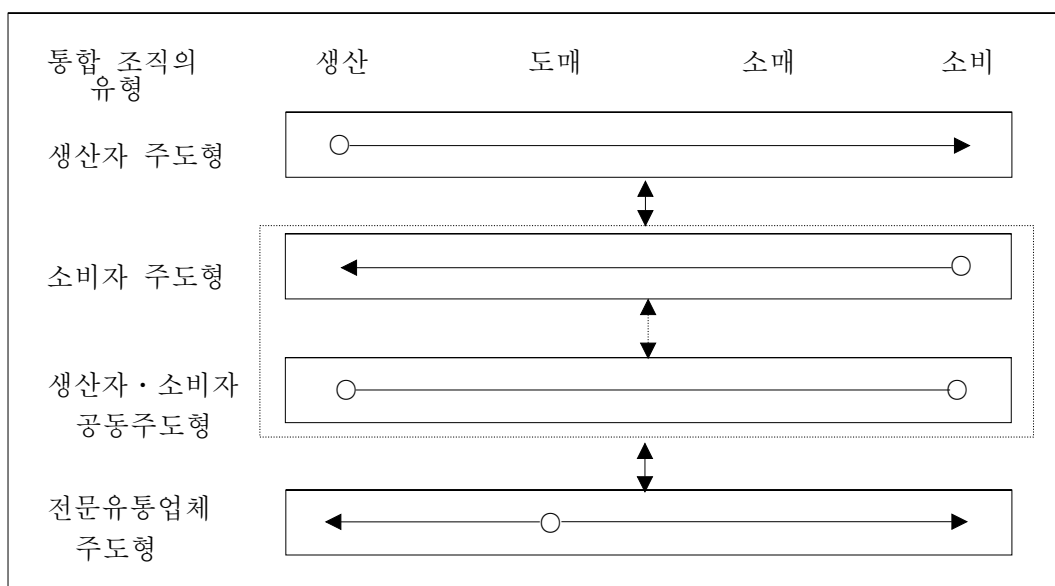 통합 조직의 생산 도매 소매 소비
유형
생산자 주도형
소비자 주도형
생산자・소비자
공동주도형
전문유통업체
주도형